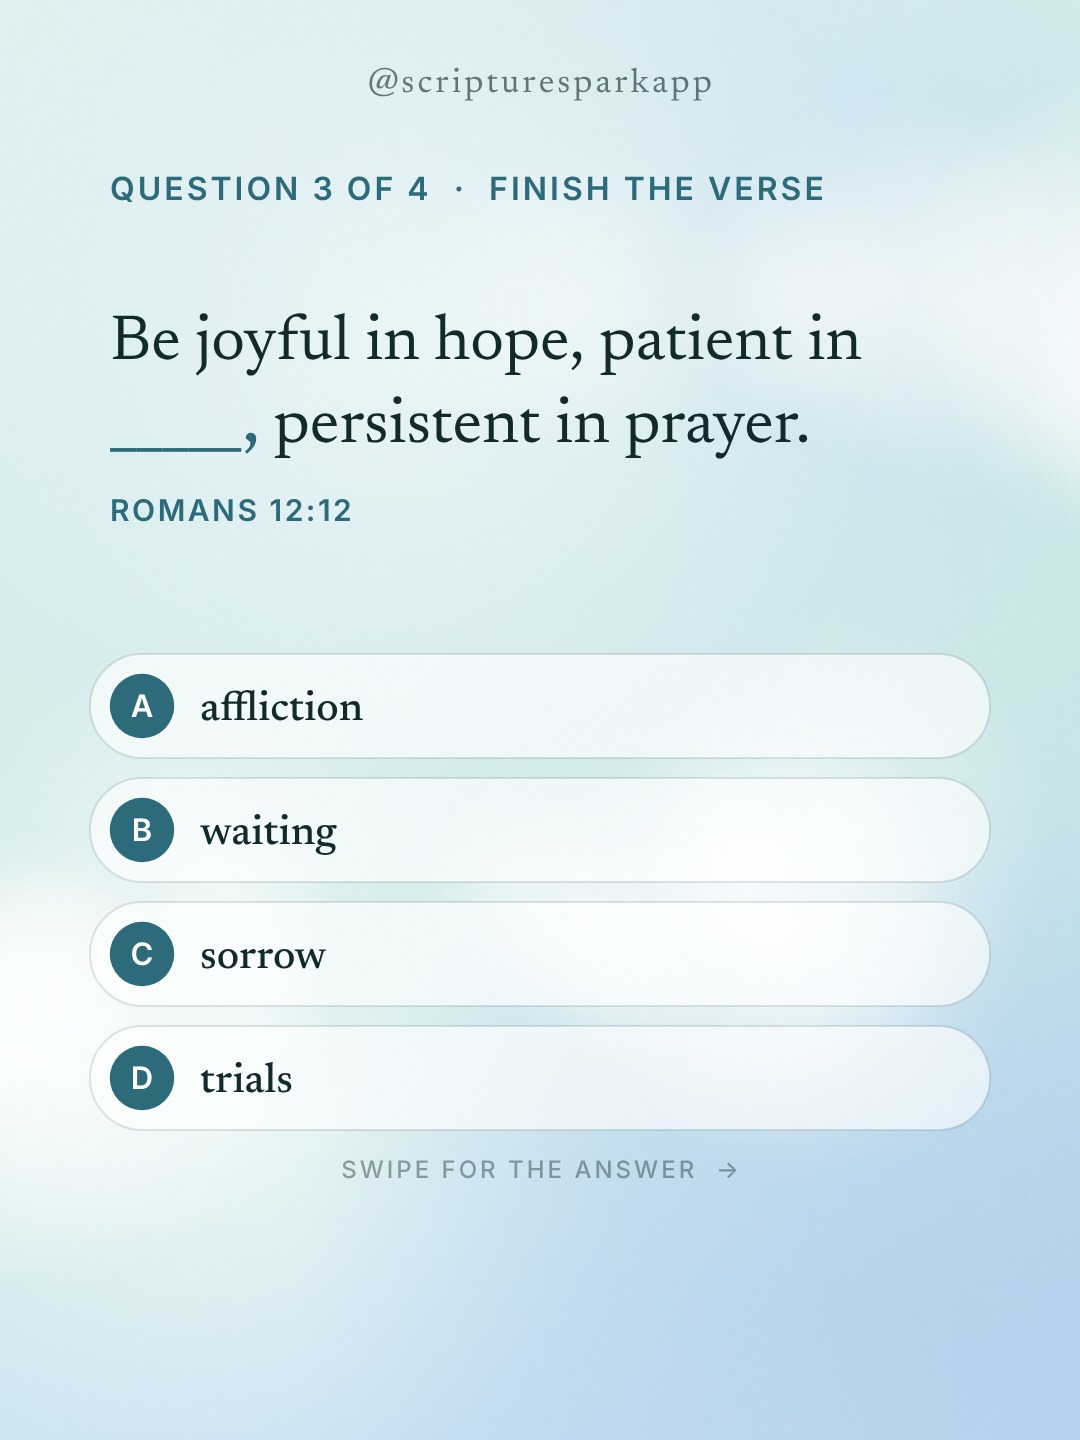 @scripturesparkapp
QUESTION 3 OF 4 · FINISH THE VERSE
Be joyful in hope, patient in
_____, persistent in prayer.
ROMANS 12:12
A affliction
B waiting
C sorrow
D trials
SWIPE FOR THE ANSWER →